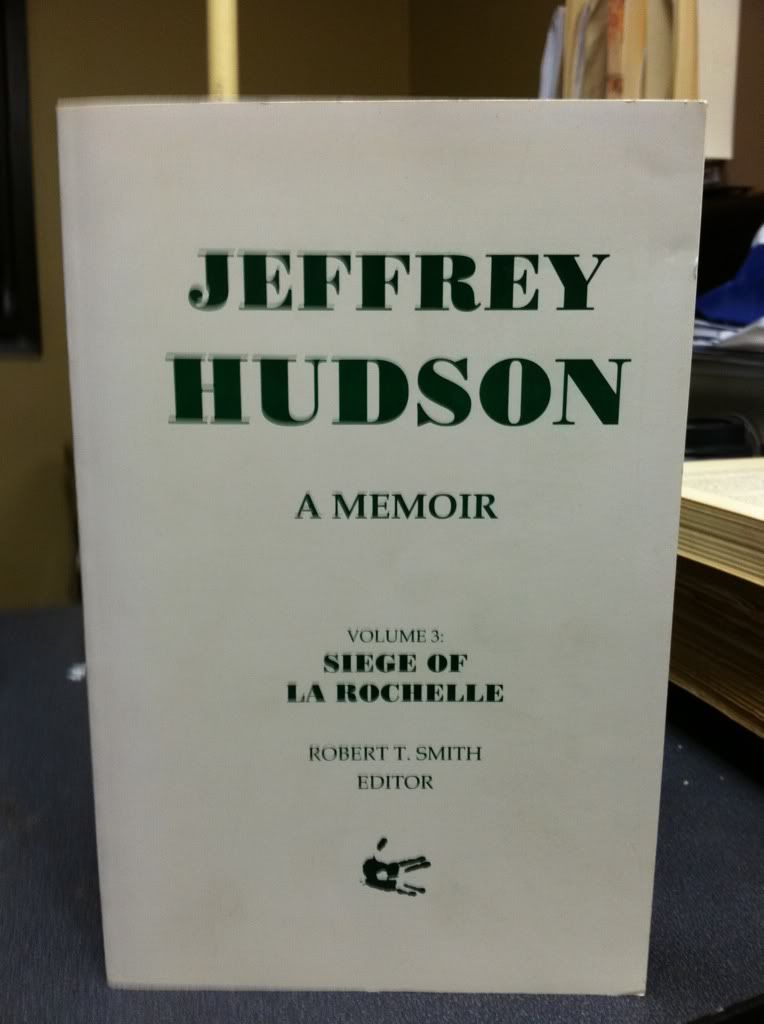 JEFFREY
HUDSON
A MEMOIR
VOLUME 3:
SIEGE OF
LA ROCHELLE
ROBERT T. SMITH
EDITOR